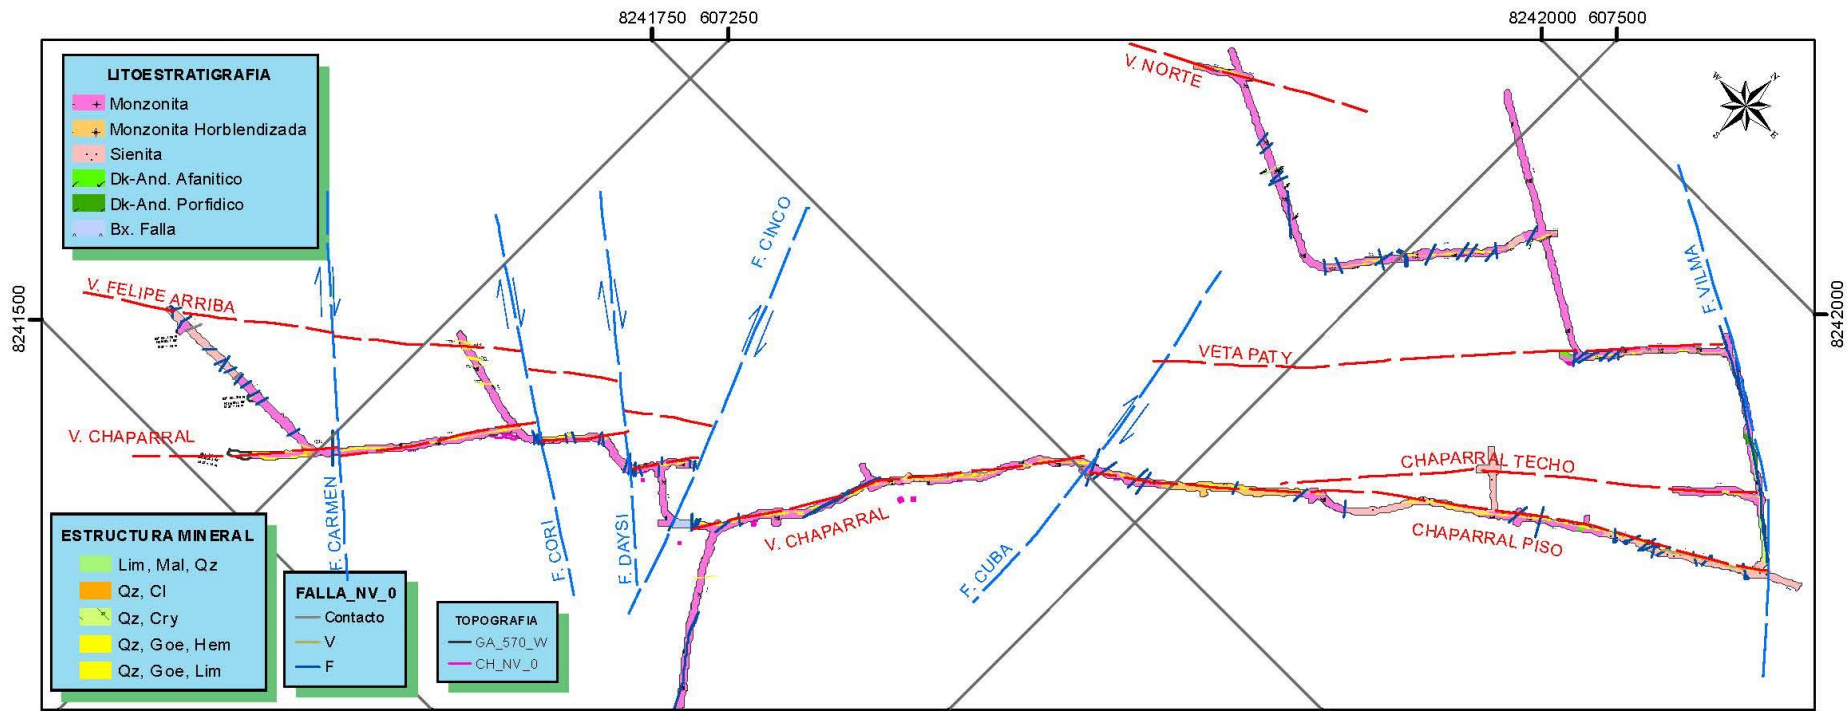 8241750 607250
8242000 607500
LITOESTRATIGRAFIA
Monzonita
Monzonita Horblendizada
Sienita
Dk-And. Afanitico
Dk-And. Porfidico
Bx. Falla
V. NORTE
N
W
S
E
8241500
8242000
V. FELIPE ARRIBA
F. CINCO
F. VILMA
VETA PATY
V. CHAPARRAL
CHAPARRAL TECHO
V. CHAPARRAL
CHAPARRAL PISO
F. CARMEN
F. CORI
F. DAYSI
F. CUBA
ESTRUCTURA MINERAL
Lim, Mal, Qz
Qz, Cl
Qz, Cry
Qz, Goe, Hem
Qz, Goe, Lim
FALLA_NV_0
Contacto
V
F
TOPOGRAFIA
GA_570_W
CH_NV_0